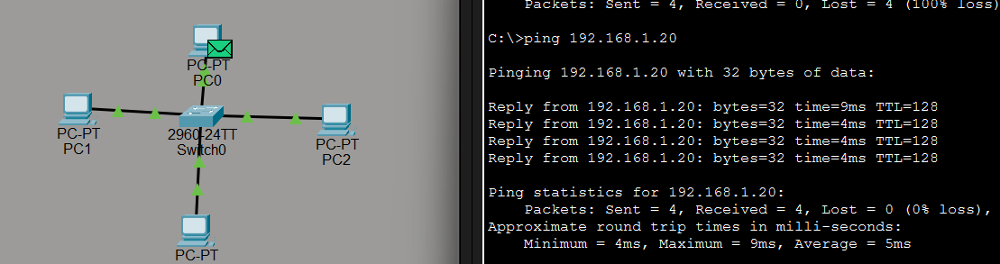 PC-PT
PC0
PC-PT
PC1
2960-24TT
Switch0
PC-PT
PC2
PC-PT
Packets: Sent = 4, Received = 0, Lost = 4 (100% loss)
C:\>ping 192.168.1.20
Pinging 192.168.1.20 with 32 bytes of data:
Reply from 192.168.1.20: bytes=32 time=9ms TTL=128
Reply from 192.168.1.20: bytes=32 time=4ms TTL=128
Reply from 192.168.1.20: bytes=32 time=4ms TTL=128
Reply from 192.168.1.20: bytes=32 time=4ms TTL=128
Ping statistics for 192.168.1.20:
Packets: Sent = 4, Received = 4, Lost = 0 (0% loss),
Approximate round trip times in milli-seconds:
Minimum = 4ms, Maximum = 9ms, Average = 5ms